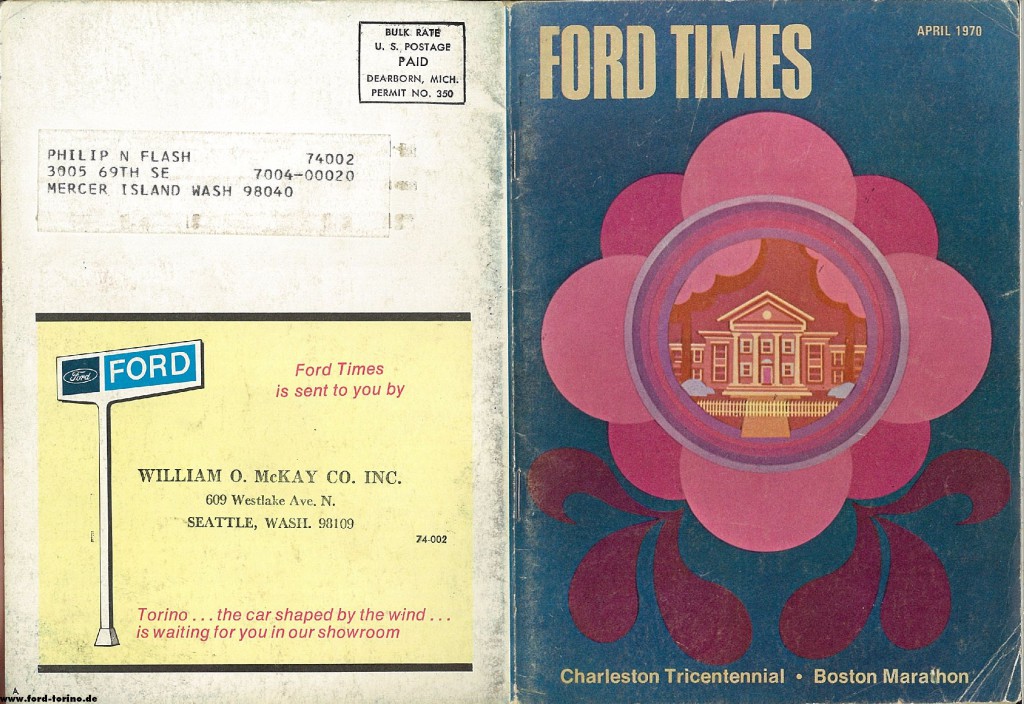 BULK RATE
U. S. POSTAGE
PAID
DEARBORN, MICH.
PERMIT NO. 350
PHILIP N FLASH 74002
3005 69TH SE 7004-00020
MERCER ISLAND WASH 98040
Ford FORD
Ford Times
is sent to you by
WILLIAM O. McKAY CO. INC.
609 Westlake Ave. N.
SEATTLE, WASH. 98109
74-002
Torino . . . the car shaped by the wind . . .
is waiting for you in our showroom
A
www.ford-torino.de
FORD TIMES
APRIL 1970
Charleston Tricentennial • Boston Marathon